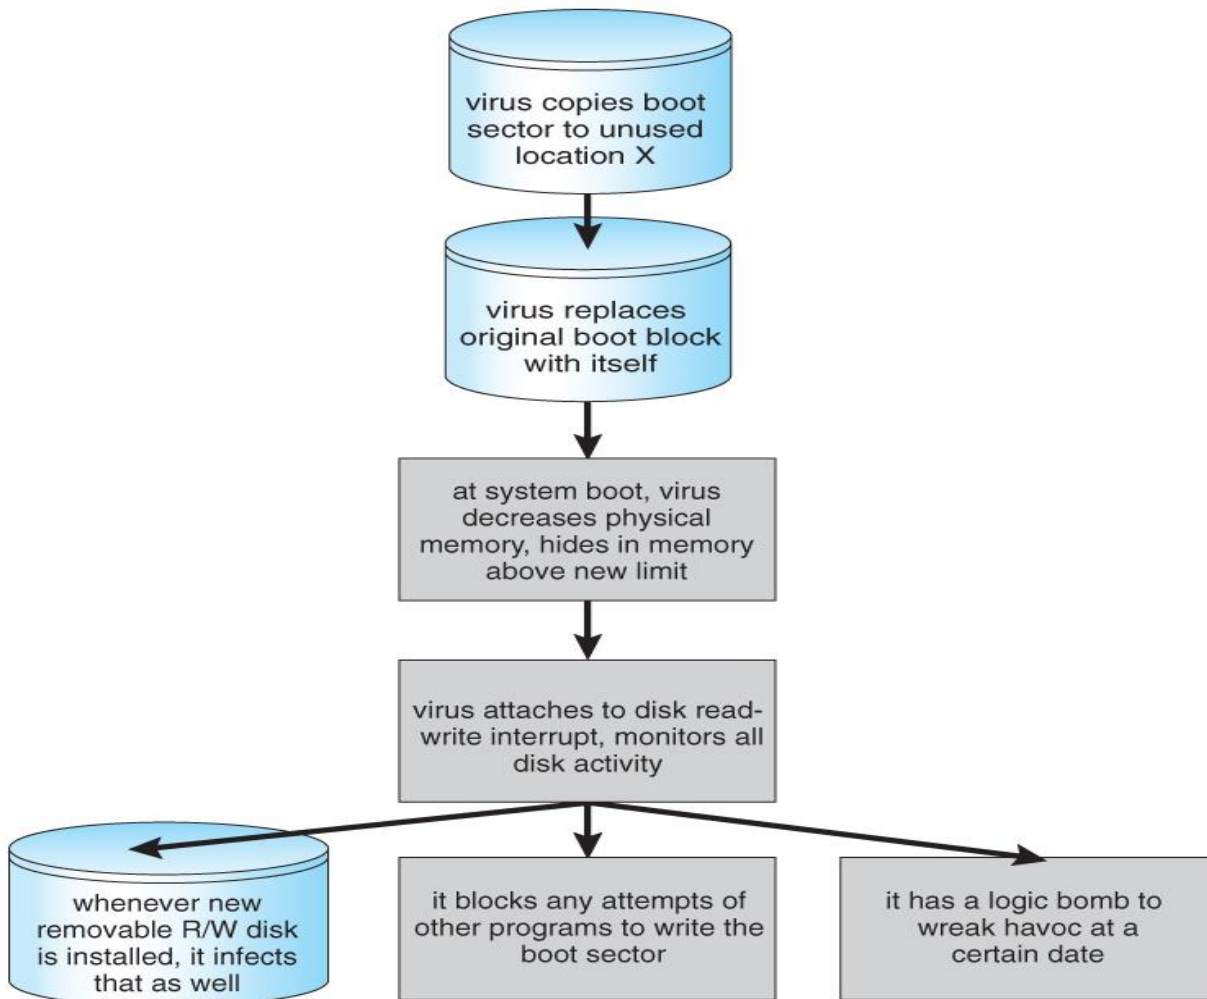 virus copies boot
sector to unused
location X
virus replaces
original boot block
with itself
at system boot, virus
decreases physical
memory, hides in memory
above new limit
virus attaches to disk read-
write interrupt, monitors all
disk activity
whenever new
removable R/W disk
is installed, it infects
that as well
it blocks any attempts of
other programs to write the
boot sector
it has a logic bomb to
wreak havoc at a
certain date